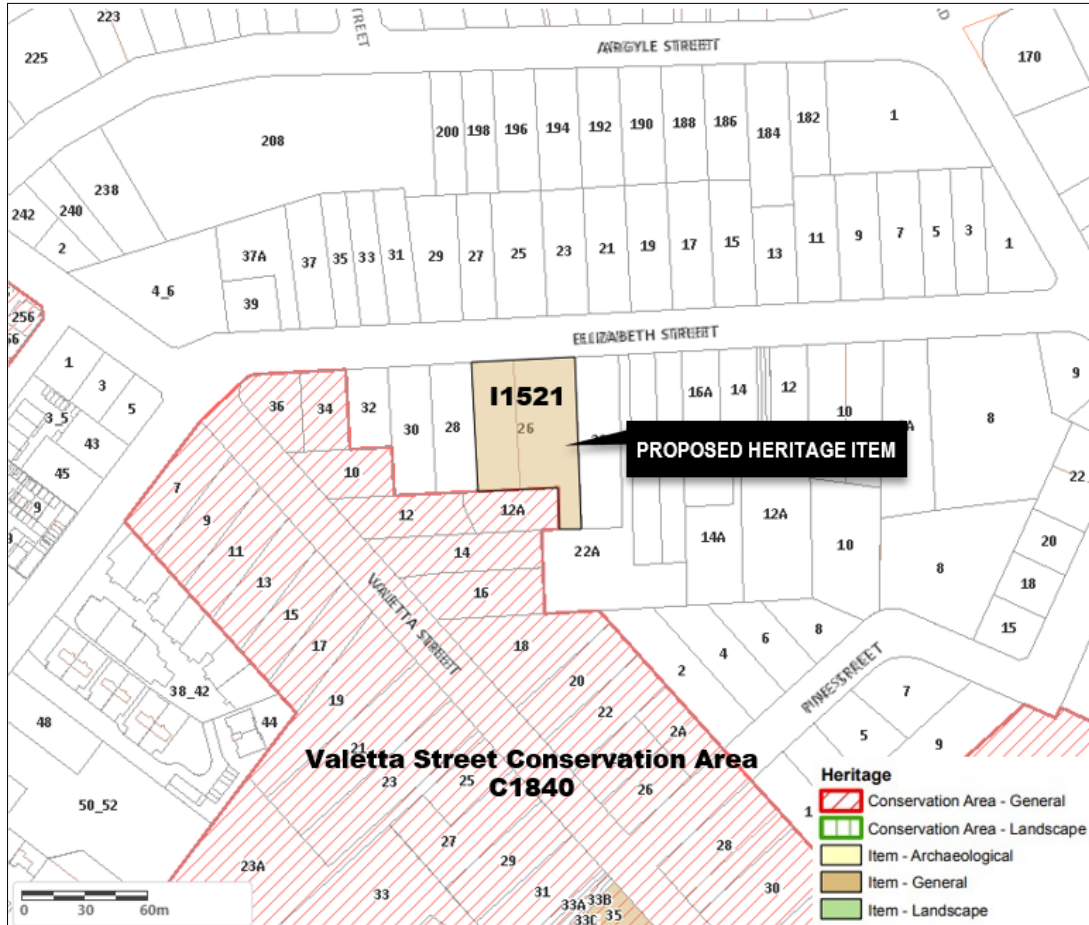 223
225
STREET
ARGYLE STREET
170
208
200 198 196 194 192 190 188 186 184 182 1
238
240
242
2
37A
37 35 33 31 29 27 25 23 21 19 17 15 13 11 9 7 5 3 1
4_6
39
256
ELIZABETH STREET
1
3
5
3_5
43
45
9
36 34 32 30 28
I1521
26
16A 14 12 10 8 9
PROPOSED HERITAGE ITEM
10
7
12 12A
9
11
14
22A
14A
12A
10
8
22
20
18
15
13
16
15
17
VALETTA STREET
18
2 4 6 8
38_42
19
20
22
2A
PINE STREET
7
5
9
44
48
21
Valetta Street Conservation Area
C1840
23
25
26
1
50_52
27
29
28
30
23A
33
31
33A 33B
33C 35
Heritage
Conservation Area - General
Conservation Area - Landscape
Item - Archaeological
Item - General
Item - Landscape
0 30 60m